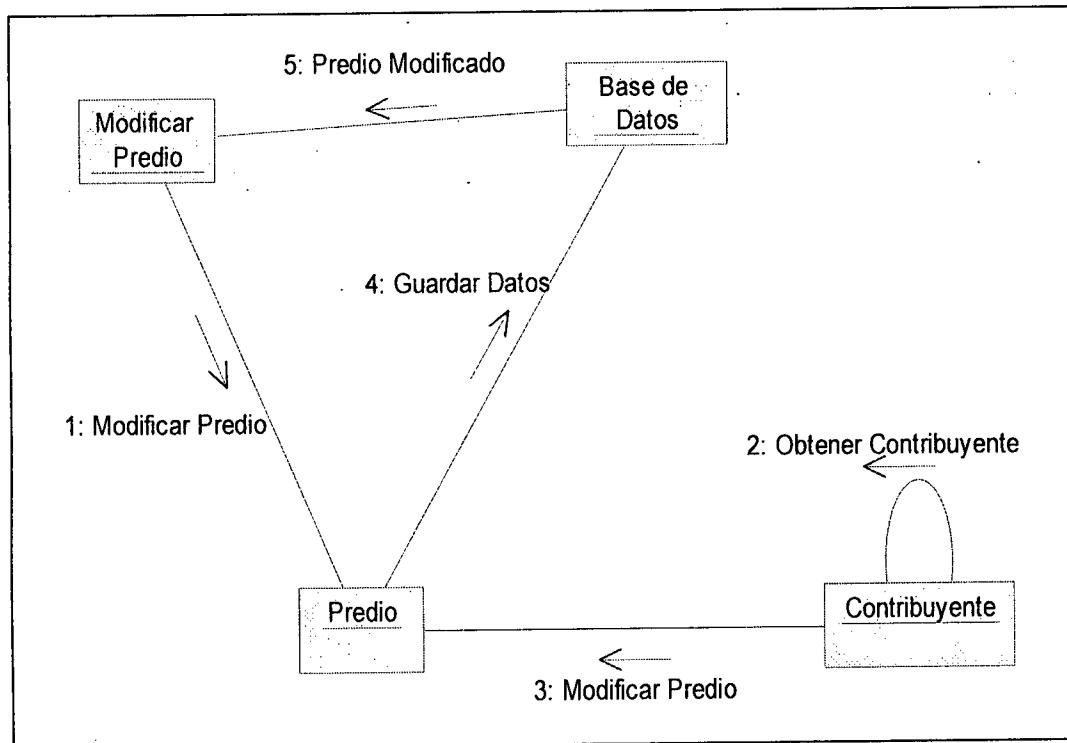 5: Predio Modificado
Base de
Datos
Modificar
Predio
4: Guardar Datos
1: Modificar Predio
2: Obtener Contribuyente
Predio
Contribuyente
3: Modificar Predio